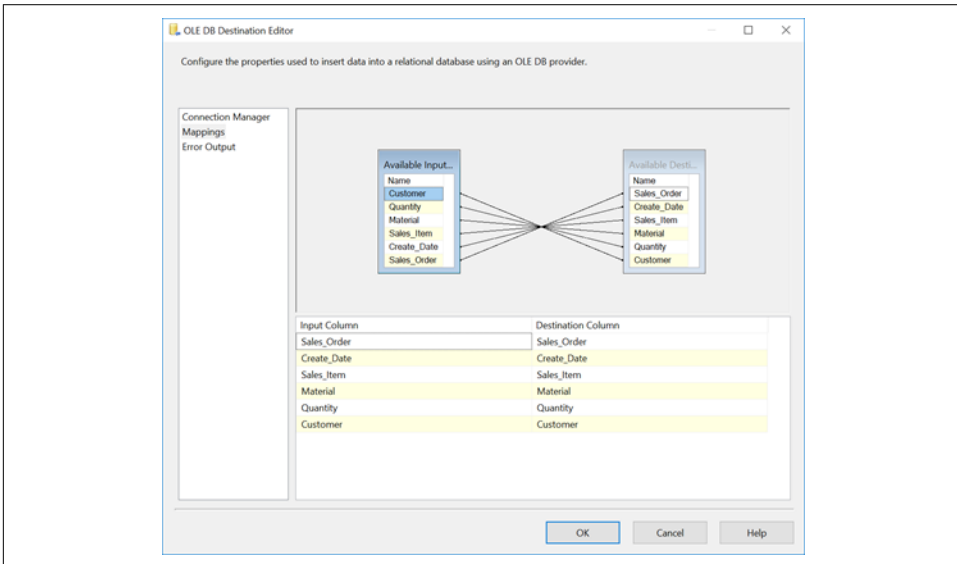 OLE DB Destination Editor
Configure the properties used to insert data into a relational database using an OLE DB provider.
Connection Manager
Mappings
Error Output
Available Input...
Name
Customer
Quantity
Material
Sales_Item
Create_Date
Sales_Order
Available Desti...
Name
Sales_Order
Create_Date
Sales_Item
Material
Quantity
Customer
Input Column Destination Column
Sales_Order Sales_Order
Create_Date Create_Date
Sales_Item Sales_Item
Material Material
Quantity Quantity
Customer Customer
OK Cancel Help